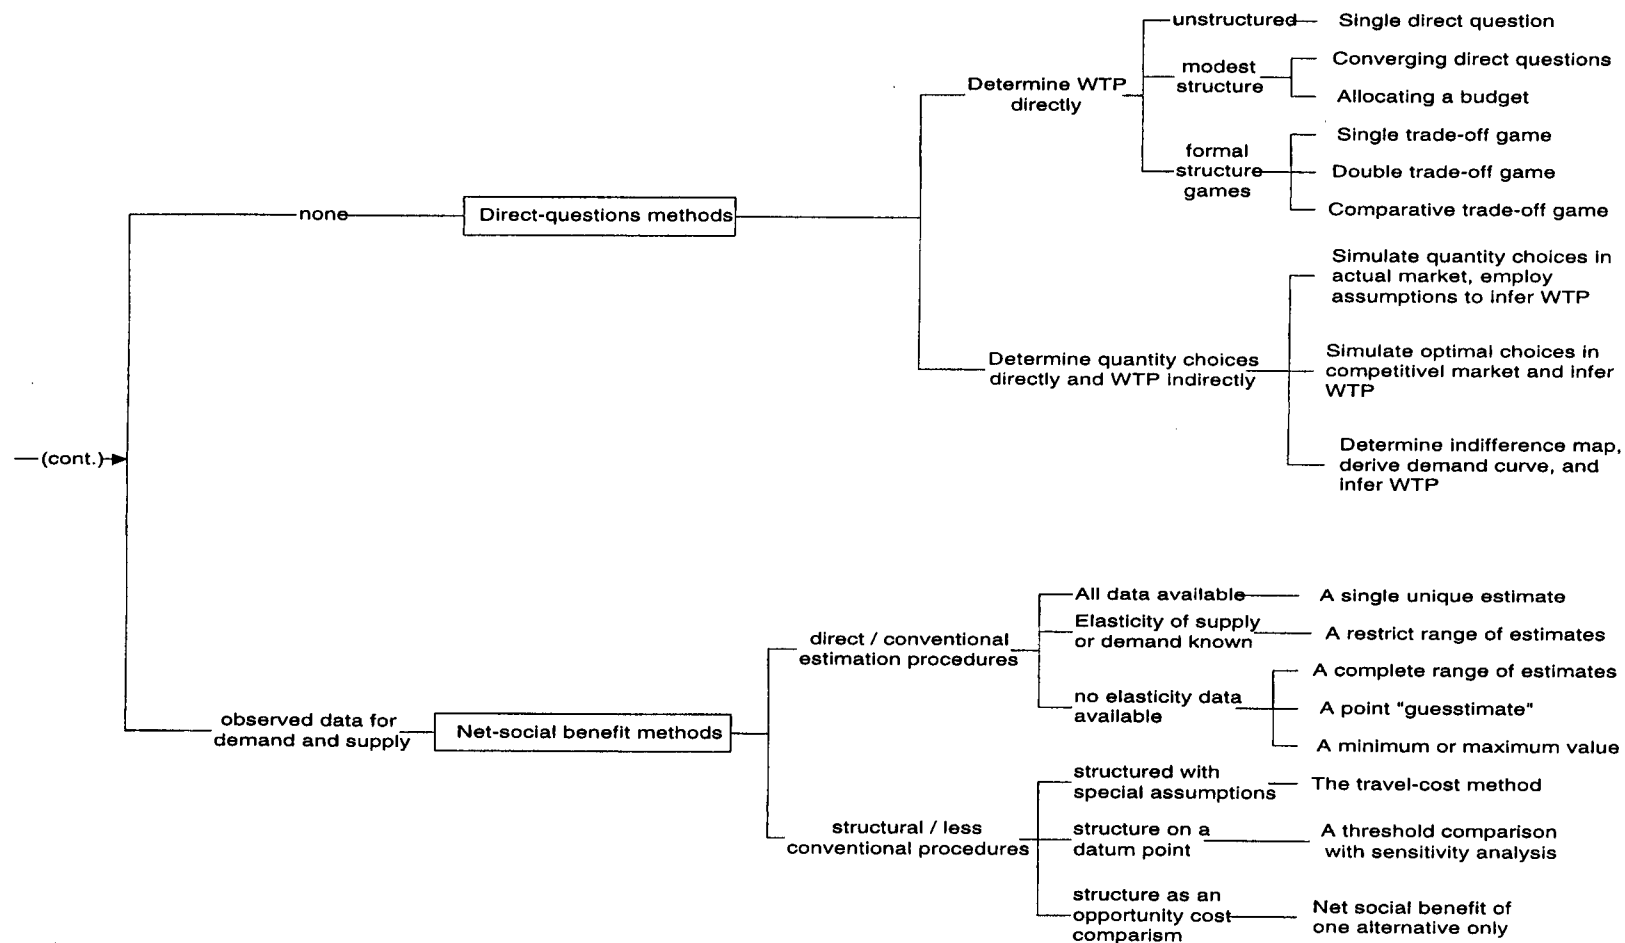 unstructured
Single direct question
Determine WTP
directly
modest
structure
Converging direct questions
Allocating a budget
formal
structure
games
Single trade-off game
Double trade-off game
Comparative trade-off game
none
Direct-questions methods
Determine quantity choices
directly and WTP indirectly
Simulate quantity choices in
actual market, employ
assumptions to infer WTP
Simulate optimal choices in
competitivel market and infer
WTP
Determine indifference map,
derive demand curve, and
infer WTP
(cont.)
observed data for
demand and supply
Net-social benefit methods
direct / conventional
estimation procedures
All data available
A single unique estimate
Elasticity of supply
or demand known
A restrict range of estimates
no elasticity data
available
A complete range of estimates
A point "guesstimate"
A minimum or maximum value
structural / less
conventional procedures
structured with
special assumptions
The travel-cost method
structure on a
datum point
A threshold comparison
with sensitivity analysis
structure as an
opportunity cost
comparism
Net social benefit of
one alternative only